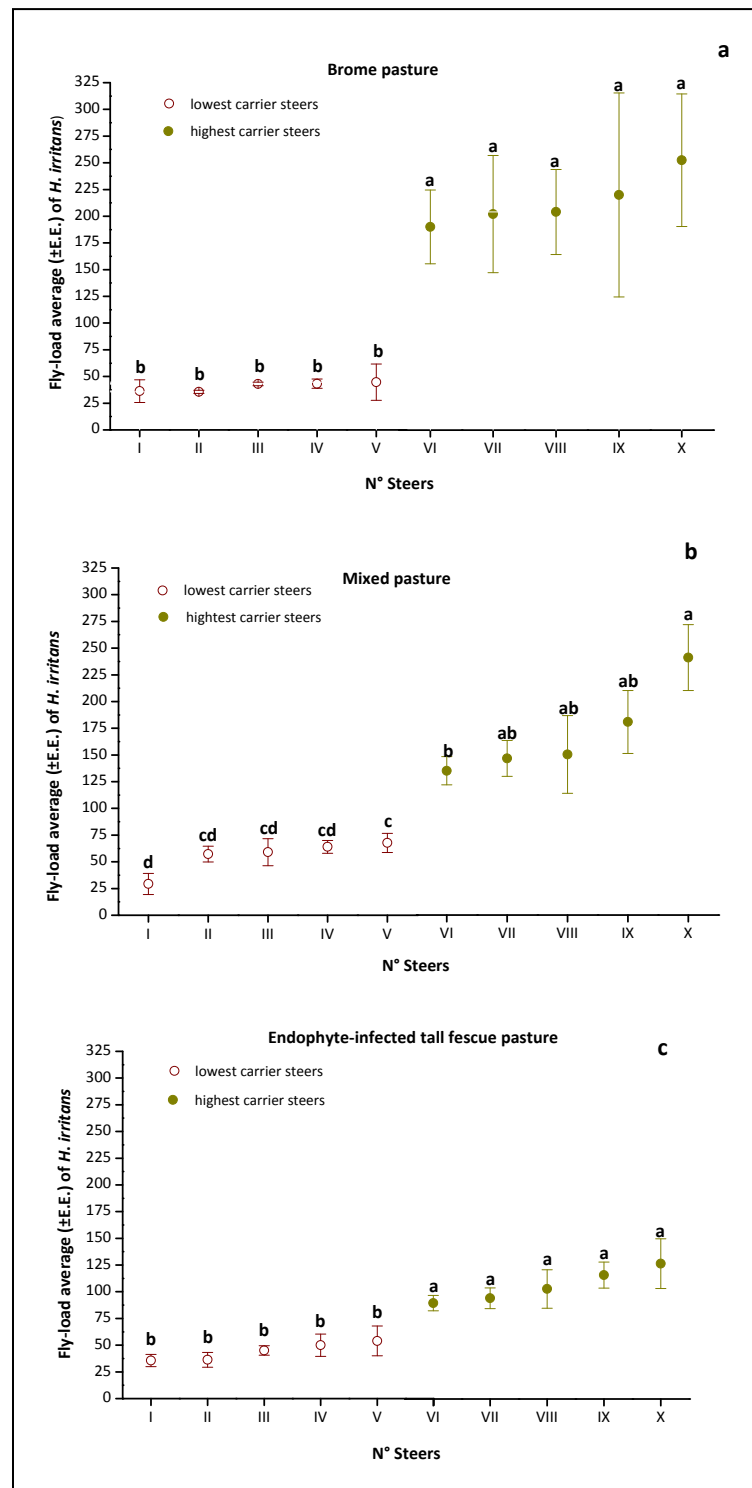 a
Brome pasture
Fly-load average (±E.E.) of H. irritans)
325
300
275
250
225
200
175
150
125
100
75
50
25
0
lowest carrier steers
highest carrier steers
b b b b b a a a a a
I II III IV V VI VII VIII IX X
N° Steers
b
Mixed pasture
Fly-load average (±E.E.) of H. irritans
325
300
275
250
225
200
175
150
125
100
75
50
25
0
lowest carrier steers
hightest carrier steers
d cd cd cd c b ab ab ab a
I II III IV V VI VII VIII IX X
N° Steers
Endophyte-infected tall fescue pasture
c
Fly-load average (±E.E.) of H. irritans
325
300
275
250
225
200
175
150
125
100
75
50
25
0
lowest carrier steers
highest carrier steers
b b b b b a a a a a
I II III IV V VI VII VIII IX X
N° Steers